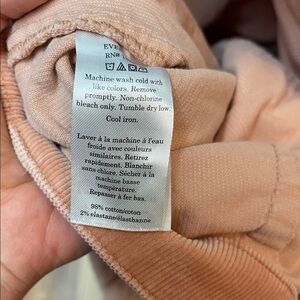 EVE
RN#
Machine wash cold with
like colors. Remove
promptly. Non-chlorine
bleach only. Tumble dry low.
Cool iron.
Laver à la machine à l'eau
froide avec couleurs
similaires. Retirez
rapidement. Blanchir
sans chlore. Sécher à la
machine basse
température.
Repasser à fer bas.
98% cotton/coton
2% elastane/élasthanne